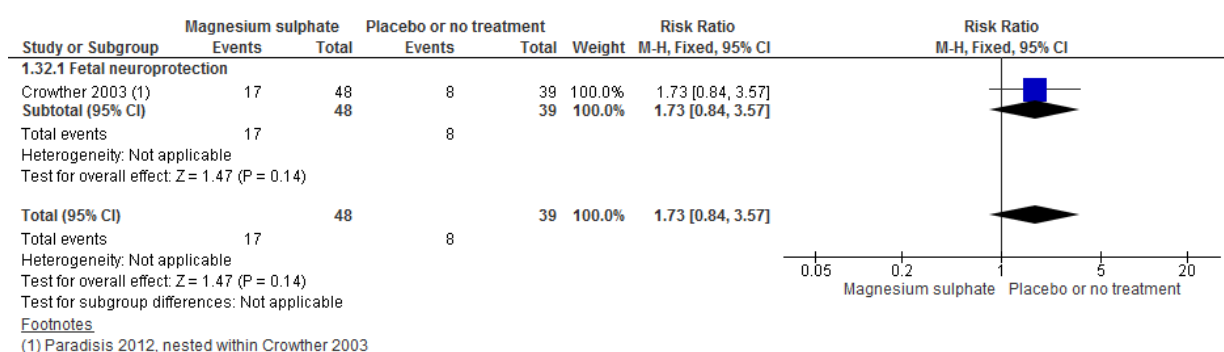 Magnesium sulphate Placebo or no treatment Risk Ratio Risk Ratio
Study or Subgroup Events Total Events Total Weight M-H, Fixed, 95% CI M-H, Fixed, 95% CI
1.32.1 Fetal neuroprotection
Crowther 2003 (1) 17 48 8 39 100.0% 1.73 [0.84, 3.57]
Subtotal (95% CI) 48 39 100.0% 1.73 [0.84, 3.57]
Total events 17 8
Heterogeneity: Not applicable
Test for overall effect: Z = 1.47 (P = 0.14)
Total (95% CI) 48 39 100.0% 1.73 [0.84, 3.57]
Total events 17 8
Heterogeneity: Not applicable
Test for overall effect: Z = 1.47 (P = 0.14)
Test for subgroup differences: Not applicable
0.05 0.2 1 5 20
Magnesium sulphate Placebo or no treatment
Footnotes
(1) Paradisis 2012, nested within Crowther 2003